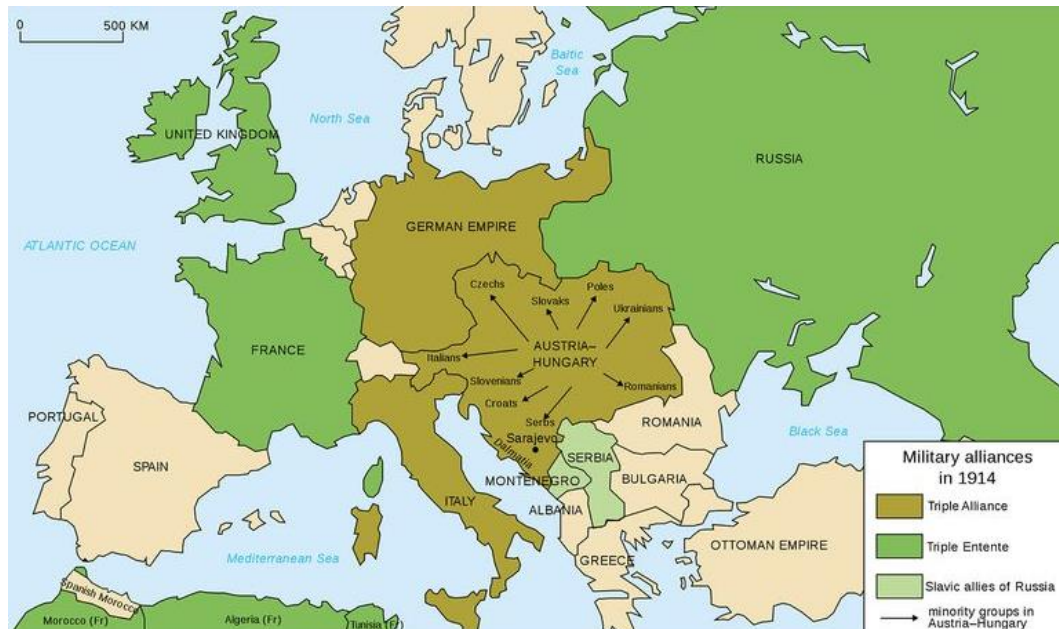 0
500 KM
Baltic
Sea
North Sea
UNITED KINGDOM
RUSSIA
GERMAN EMPIRE
ATLANTIC OCEAN
Czechs
Slovaks
Poles
Ukrainians
FRANCE
AUSTRIA–
HUNGARY
Italians
Slovenians
Romanians
Croats
Serbs
Sarajevo
Dalmatia
PORTUGAL
SPAIN
ROMANIA
Black Sea
SERBIA
MONTENEGRO
BULGARIA
ITALY
ALBANIA
GREECE
OTTOMAN EMPIRE
Mediterranean Sea
Spanish Morocco
Morocco (Fr)
Algeria (Fr)
Tunisia (Fr)
Military alliances
in 1914
Triple Alliance
Triple Entente
Slavic allies of Russia
minority groups in
Austria–Hungary